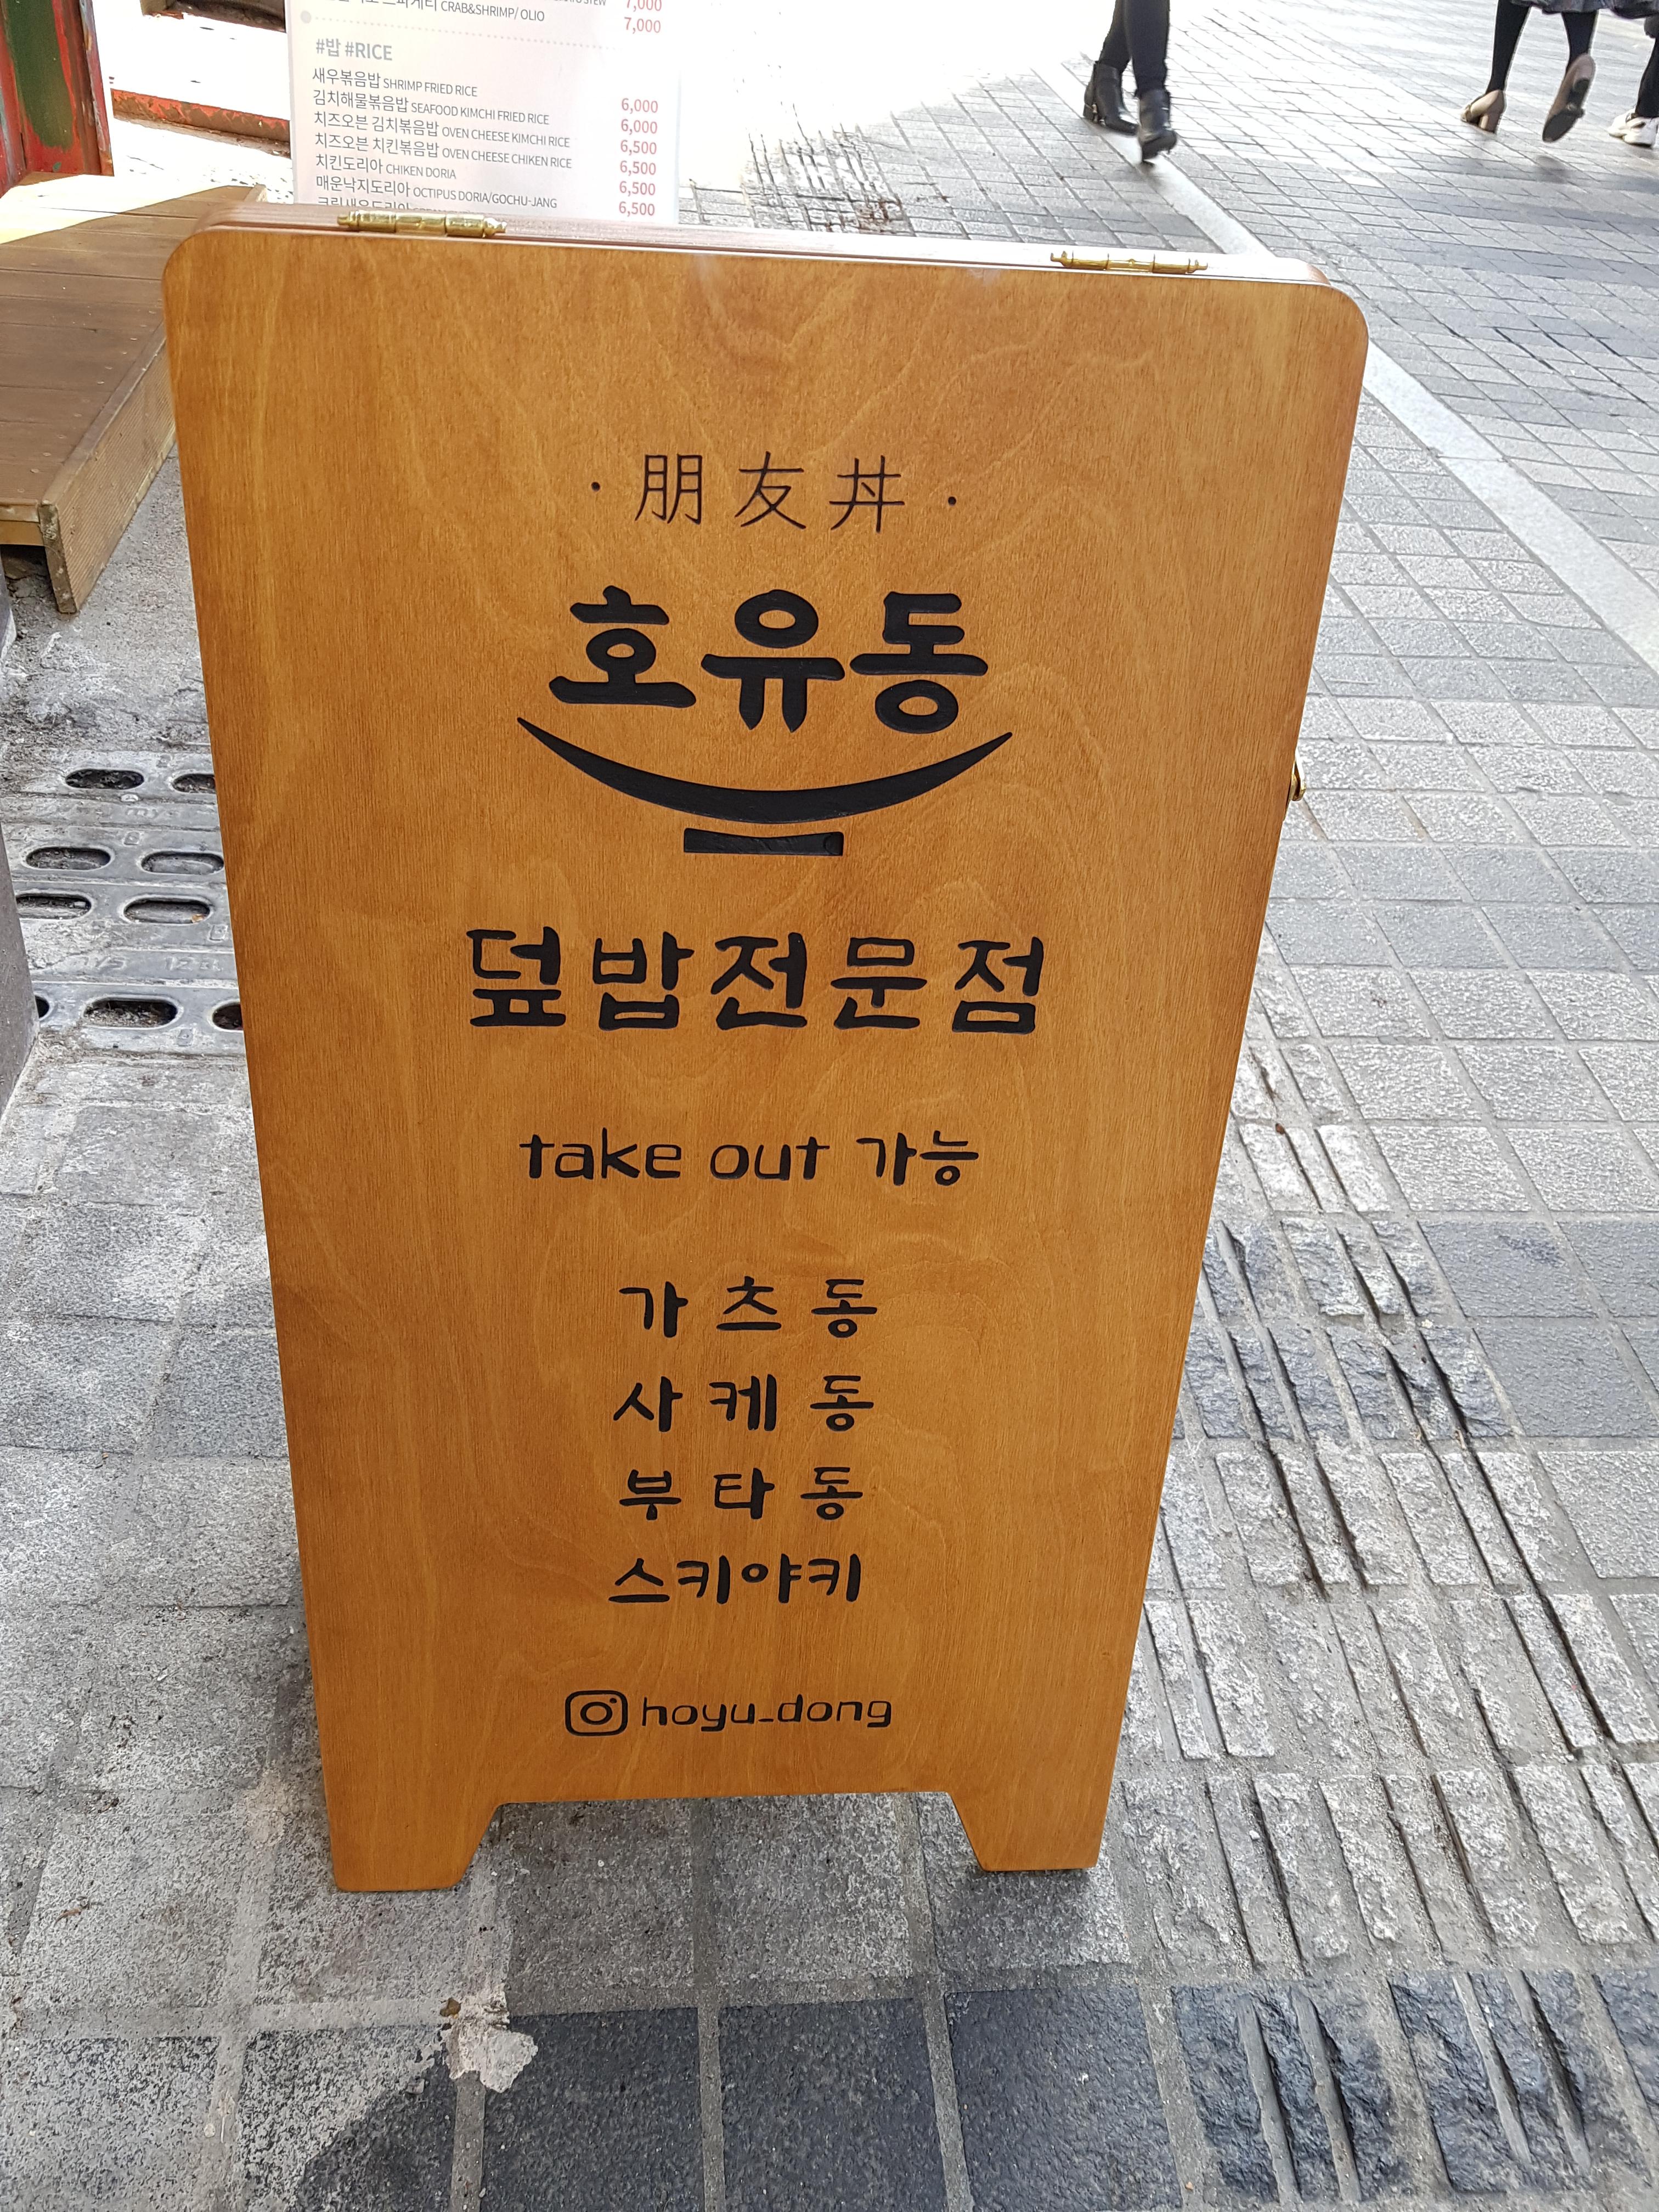 CRAB&SHRIMP/ OLIO
7,000
7,000
#밥 #RICE
새우볶음밥 SHRIMP FRIED RICE 6,000
김치해물볶음밥 SEAFOOD KIMCHI FRIED RICE 6,000
치즈오븐 김치볶음밥 OVEN CHEESE KIMCHI RICE 6,500
치즈오븐 치킨볶음밥 OVEN CHEESE CHIKEN RICE 6,500
치킨도리아 CHIKEN DORIA 6,500
매운낙지도리아 OCTIPUS DORIA/GOCHU-JANG 6,500
· 朋友丼 ·
호유동
덮밥전문점
take out 가능
가츠동
사케동
부타동
스키야키
hoyu_dong